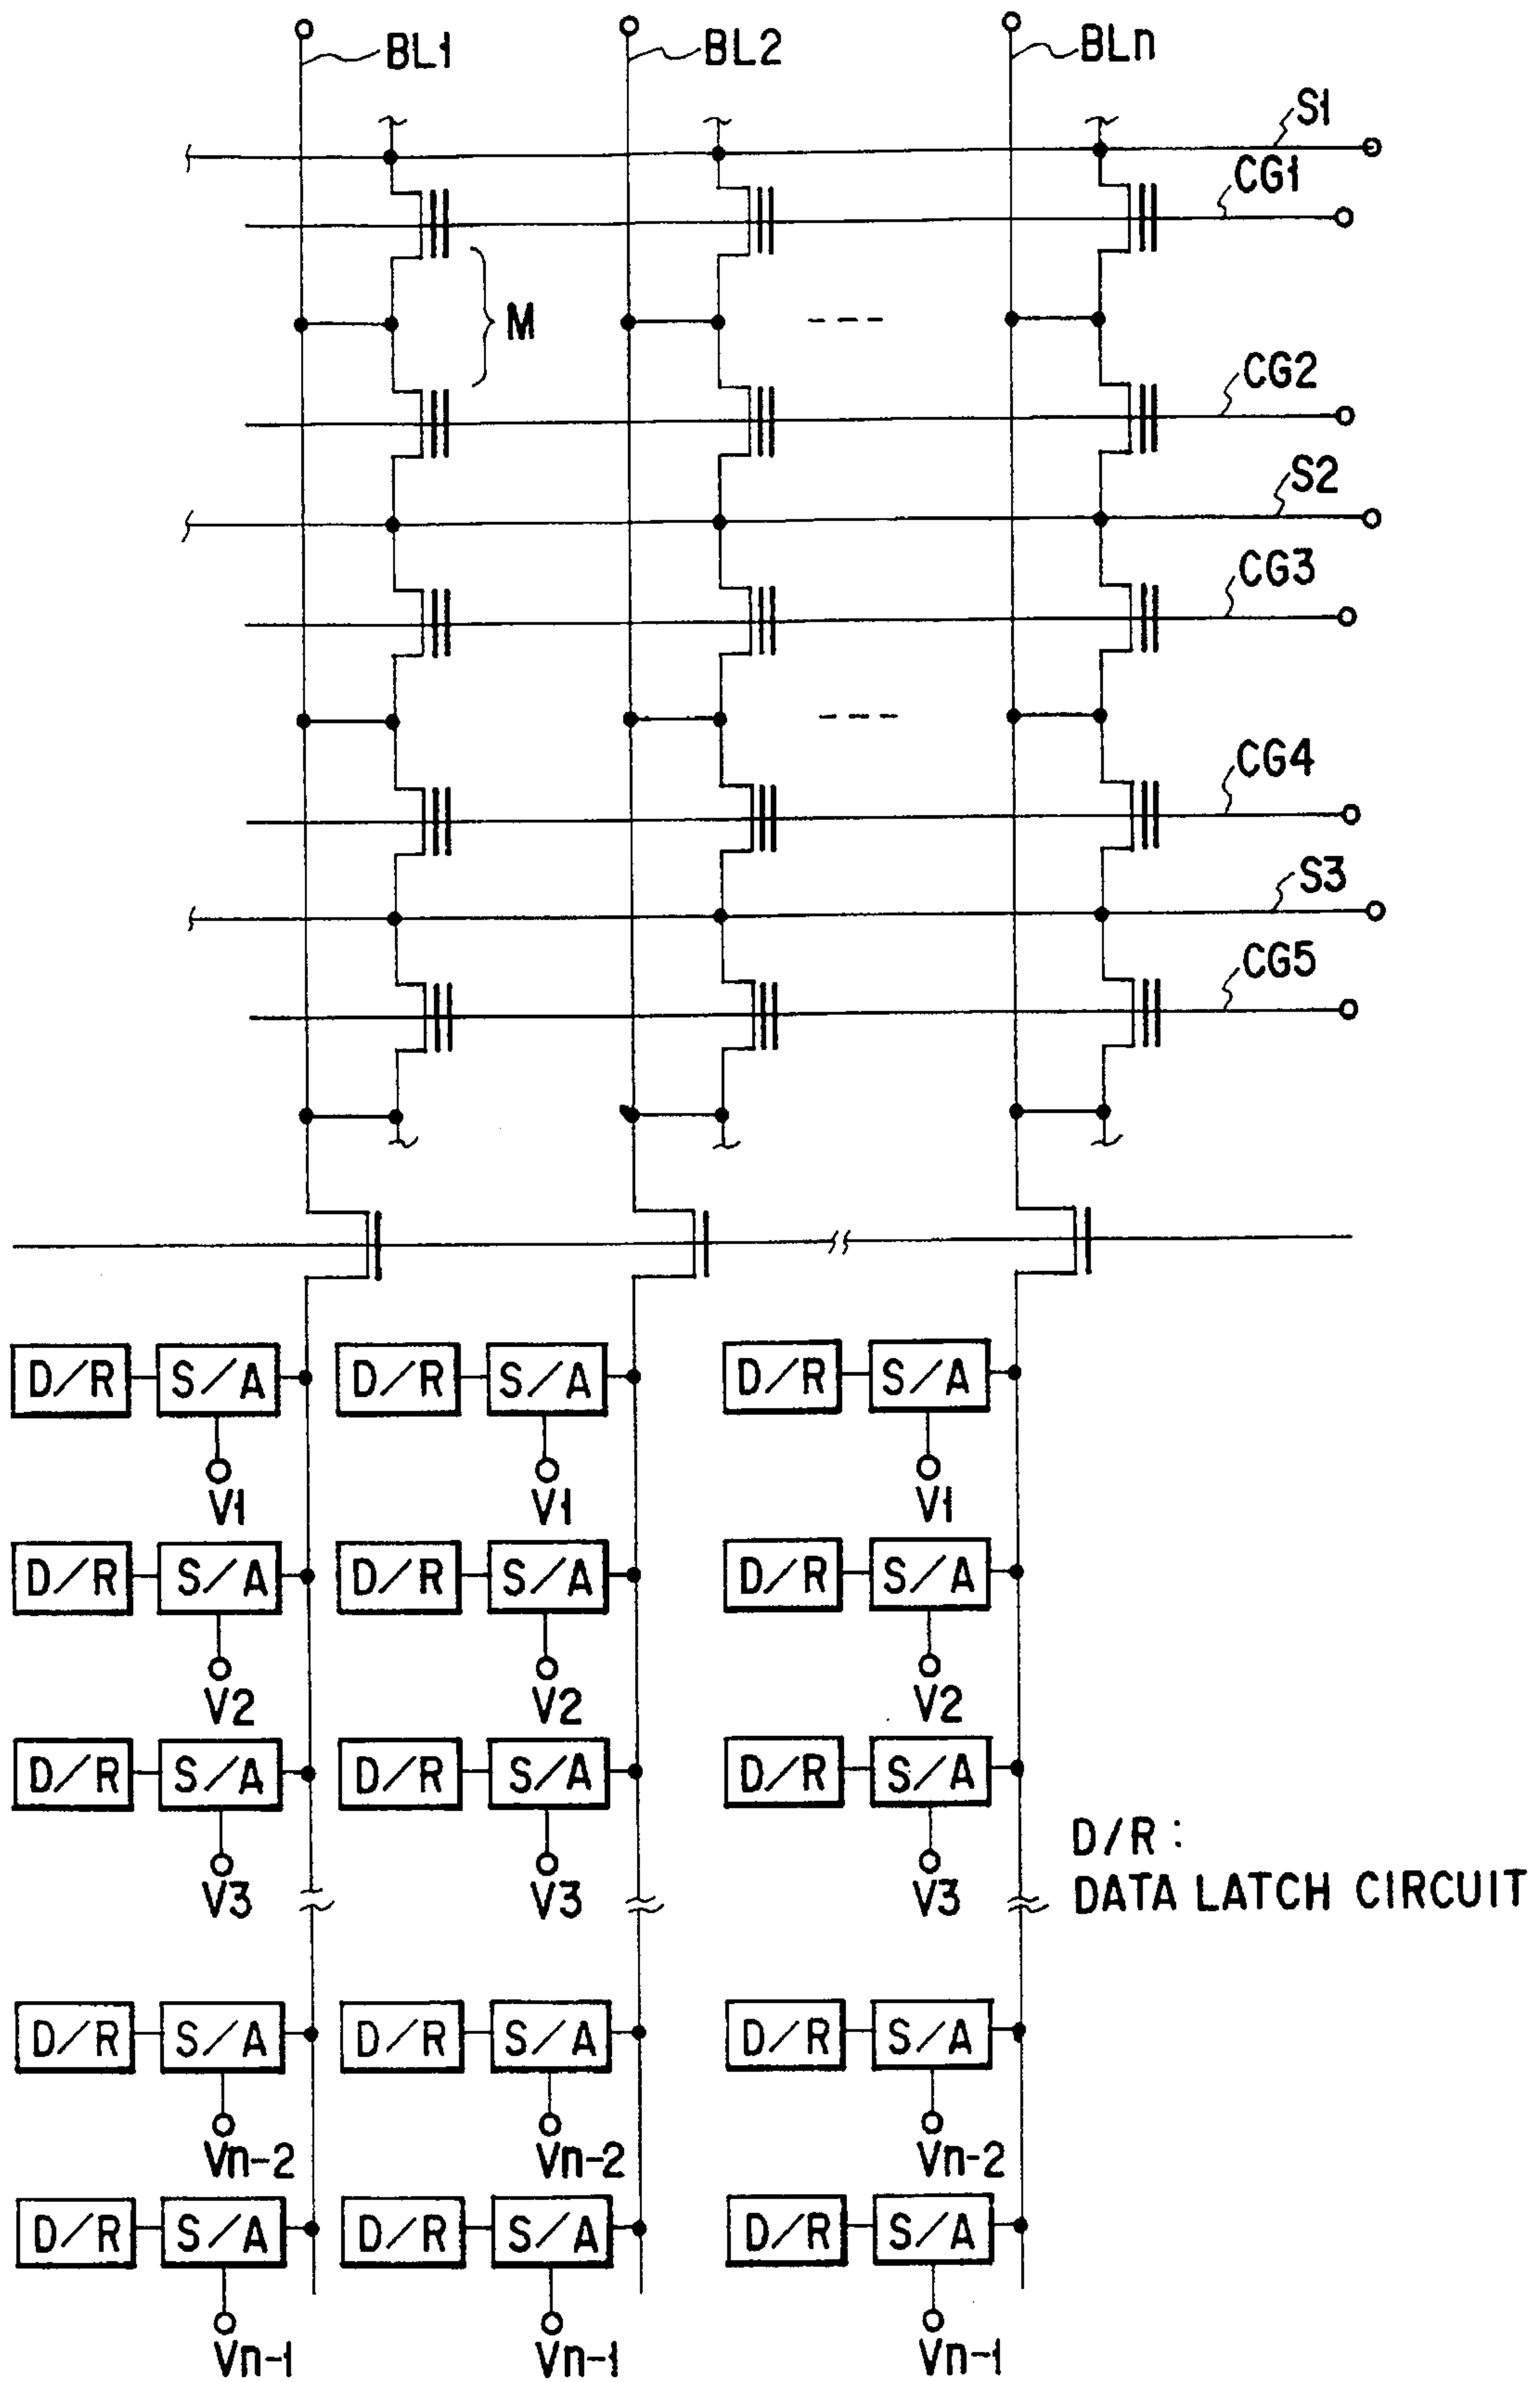 BL1 BL2 BLn
S1
CG1
M
CG2
S2
CG3
CG4
S3
CG5
D/R S/A D/R S/A D/R S/A
V1 V1 V1
D/R S/A D/R S/A D/R S/A
V2 V2 V2
D/R S/A D/R S/A D/R S/A
V3 V3 V3
D/R :
DATA LATCH CIRCUIT
D/R S/A D/R S/A D/R S/A
Vn-2 Vn-2 Vn-2
D/R S/A D/R S/A D/R S/A
Vn-1 Vn-1 Vn-1